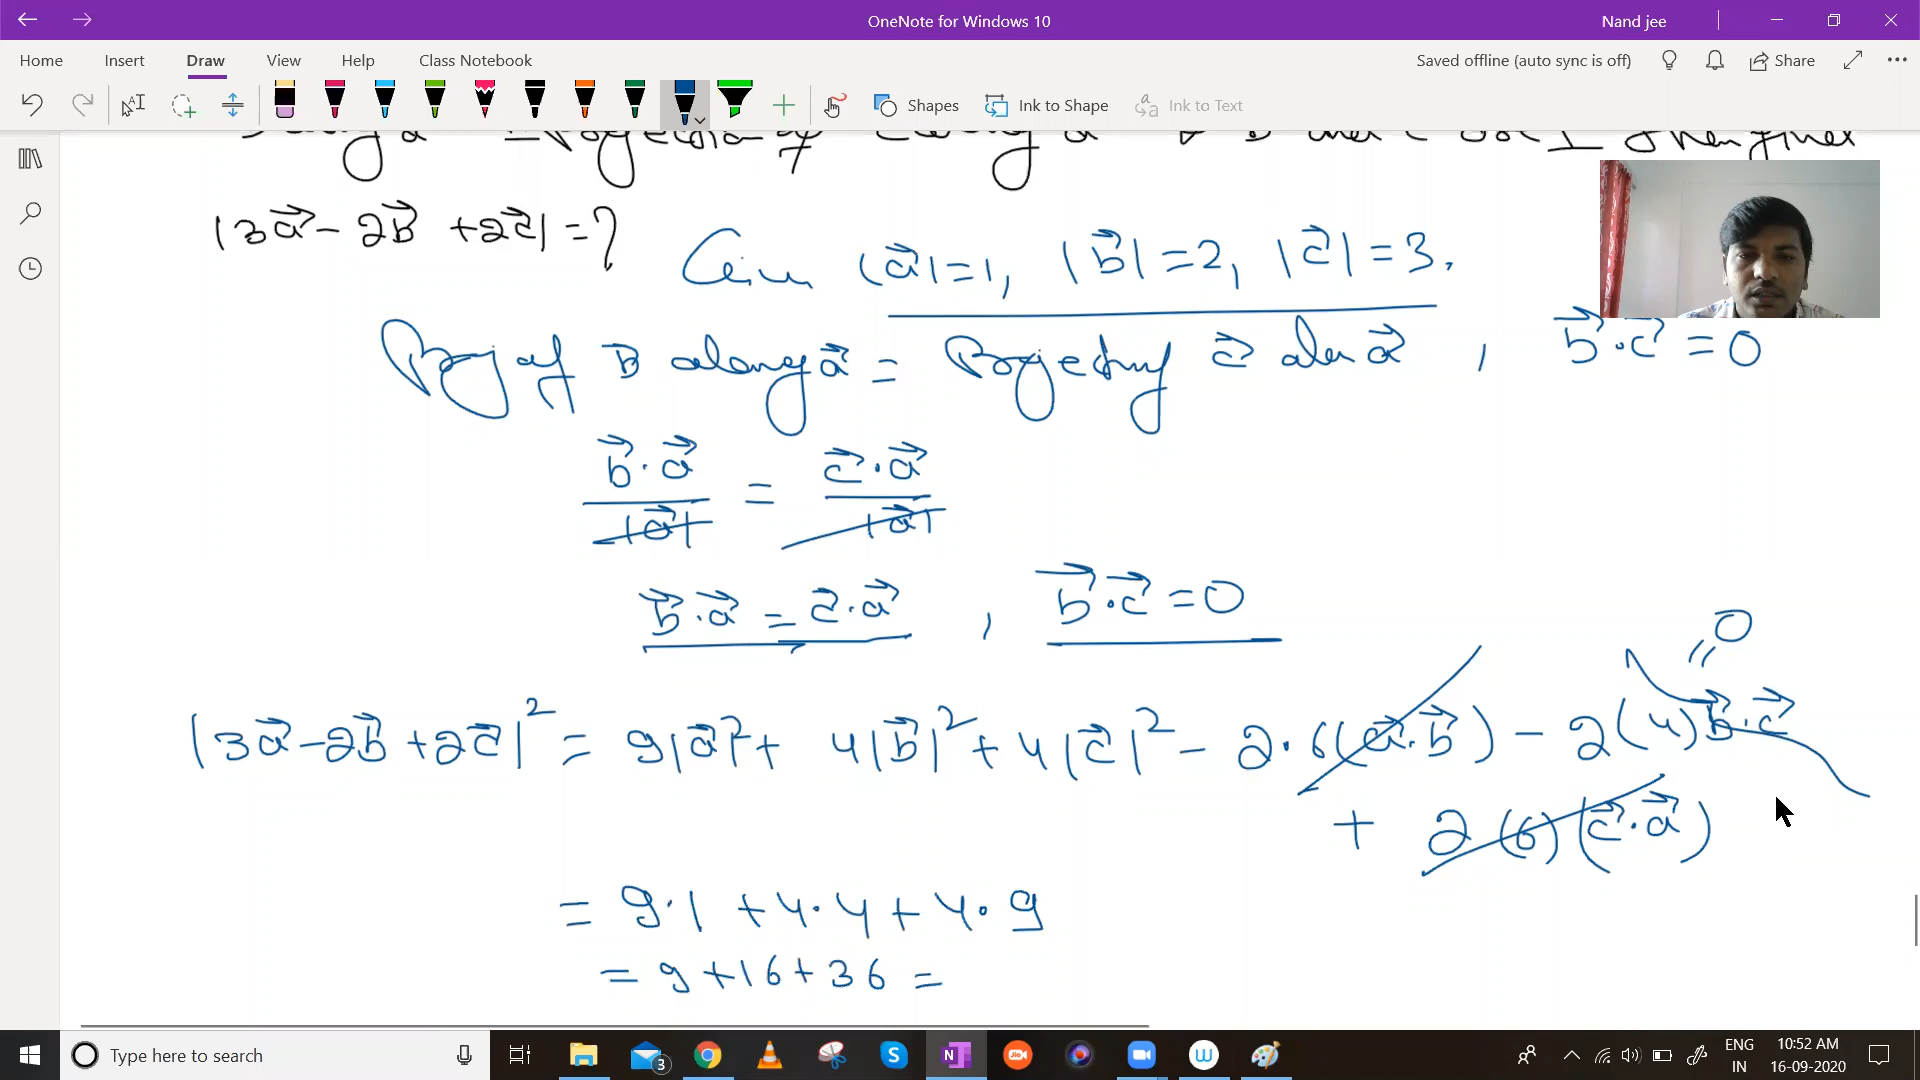 OneNote for Windows 10
Nand jee
Home Insert Draw View Help Class Notebook
Saved offline (auto sync is off) Share
Shapes Ink to Shape Ink to Text
along a⃗ = Projection of c⃗ along a⃗
|3a⃗ - 2b⃗ + 2c⃗| = ?
|a⃗| = 1, |b⃗| = 2, |c⃗| = 3.
Proj of b⃗ along a⃗ = a⃗ , b⃗·c⃗ = 0
b⃗·a⃗ / |a⃗| = c⃗·a⃗ / |a⃗|
b⃗·a⃗ = c⃗·a⃗ , b⃗·c⃗ = 0
= 0
|3a⃗ - 2b⃗ + 2c⃗|² = 9|a⃗|² + 4|b⃗|² + 4|c⃗|² - 2·6(a⃗·b⃗) - 2(4)b⃗·c⃗
+ 2(6)(c⃗·a⃗)
= 9·1 + 4·4 + 4·9
= 9 + 16 + 36 =
Type here to search
3
ENG
IN
10:52 AM
16-09-2020